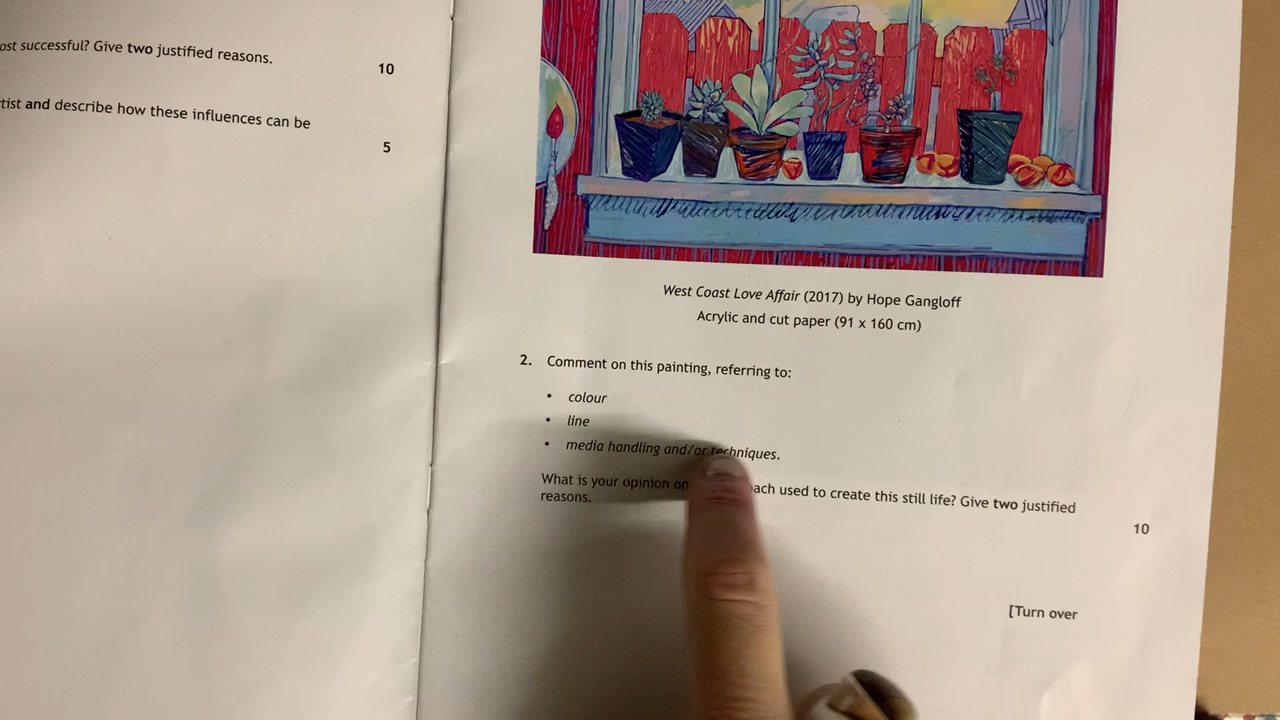 ost successful? Give two justified reasons.
10
tist and describe how these influences can be
5
West Coast Love Affair (2017) by Hope Gangloff
Acrylic and cut paper (91 x 160 cm)
2. Comment on this painting, referring to:
• colour
• line
• media handling and/or techniques.
What is your opinion on ach used to create this still life? Give two justified
reasons.
10
[Turn over